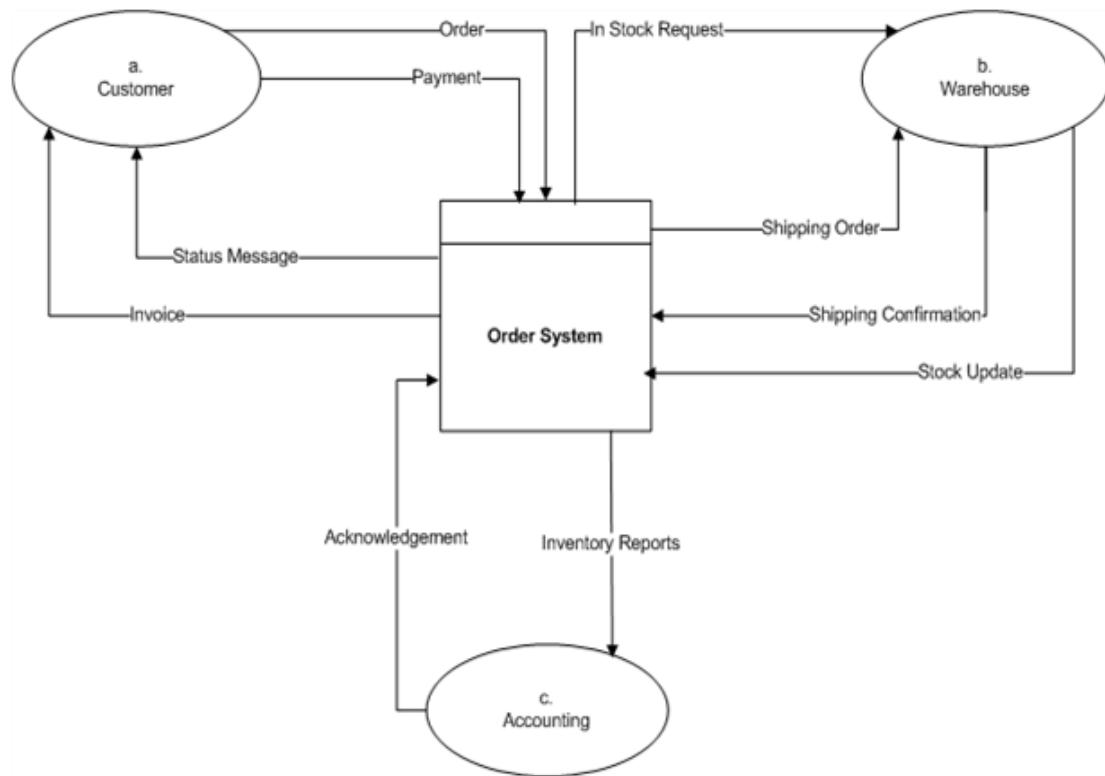 Order
In Stock Request
a.
Customer
Payment
b.
Warehouse
Shipping Order
Status Message
Invoice
Order System
Shipping Confirmation
Stock Update
Acknowledgement
Inventory Reports
c.
Accounting